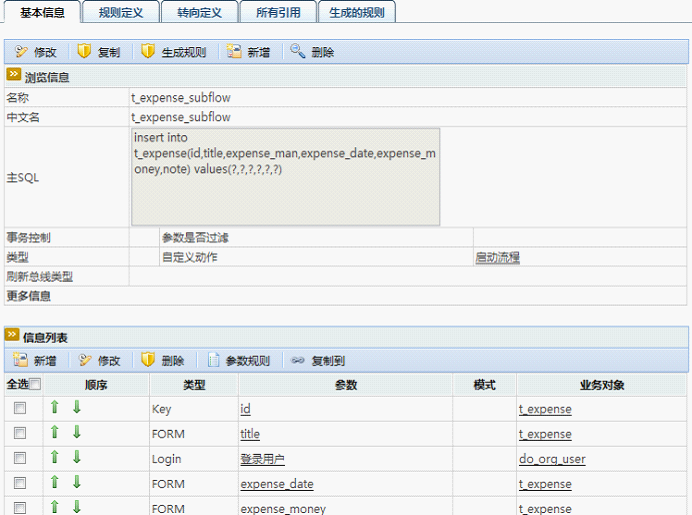 基本信息 规则定义 转向定义 所有引用 生成的规则
修改 复制 生成规则 新增 删除
浏览信息
名称 t_expense_subflow
中文名 t_expense_subflow
主SQL
insert into
t_expense(id,title,expense_man,expense_date,expense_m
oney,note) values(?,?,?,?,?,?)
事务控制 参数是否过滤
类型 自定义动作 启动流程
刷新总线类型
更多信息
信息列表
新增 修改 删除 参数规则 复制到
全选 顺序 类型 参数 模式 业务对象
Key id t_expense
FORM title t_expense
Login 登录用户 do_org_user
FORM expense_date t_expense
FORM expense_money t_expense